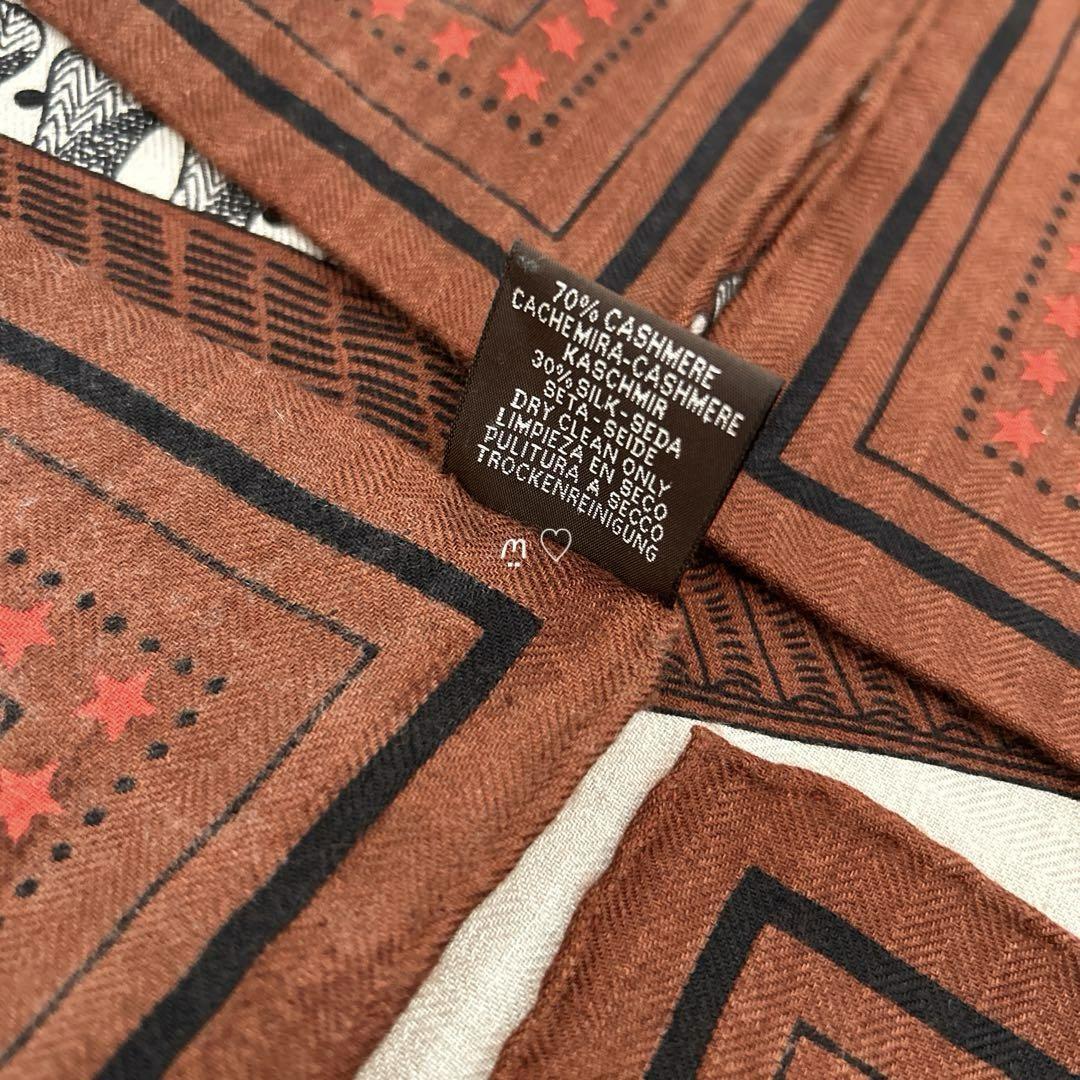 70% CASHMERE
CACHEMIRA-CASHMERE
KASCHMIR
30% SILK-SEDA
SETA-SEIDE
DRY CLEAN ONLY
LIMPIEZA EN SECO
PULITURA A SECCO
TROCKENREINIGUNG